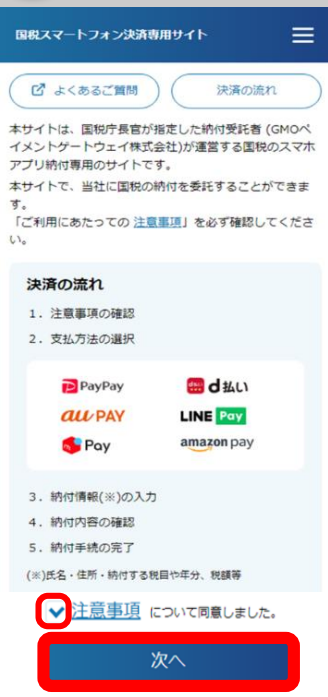 国税スマートフォン決済専用サイト
よくあるご質問
決済の流れ
本サイトは、国税庁長官が指定した納付受託者 (GMOペ
イメントゲートウェイ株式会社)が運営する国税のスマホ
アプリ納付専用のサイトです。
本サイトで、当社に国税の納付を委託することができま
す。
「ご利用にあたっての 注意事項」を必ず確認してくださ
い。
決済の流れ
1. 注意事項の確認
2. 支払方法の選択
PayPay
d払い
au PAY
LINE Pay
Pay
amazon pay
3. 納付情報(※)の入力
4. 納付内容の確認
5. 納付手続の完了
(※)氏名・住所・納付する税目や年分、税額等
注意事項 について同意しました。
次へ